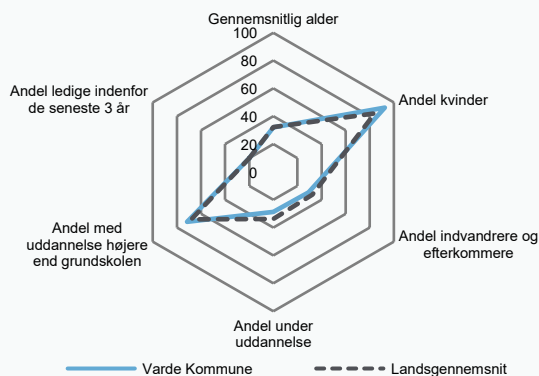 Gennemsnitlig alder
100
80
60
40
20
0
Andel kvinder
Andel indvandrere og
efterkommere
Andel under
uddannelse
Andel med
uddannelse højere
end grundskolen
Andel ledige indenfor
de seneste 3 år
Varde Kommune
Landsgennemsnit